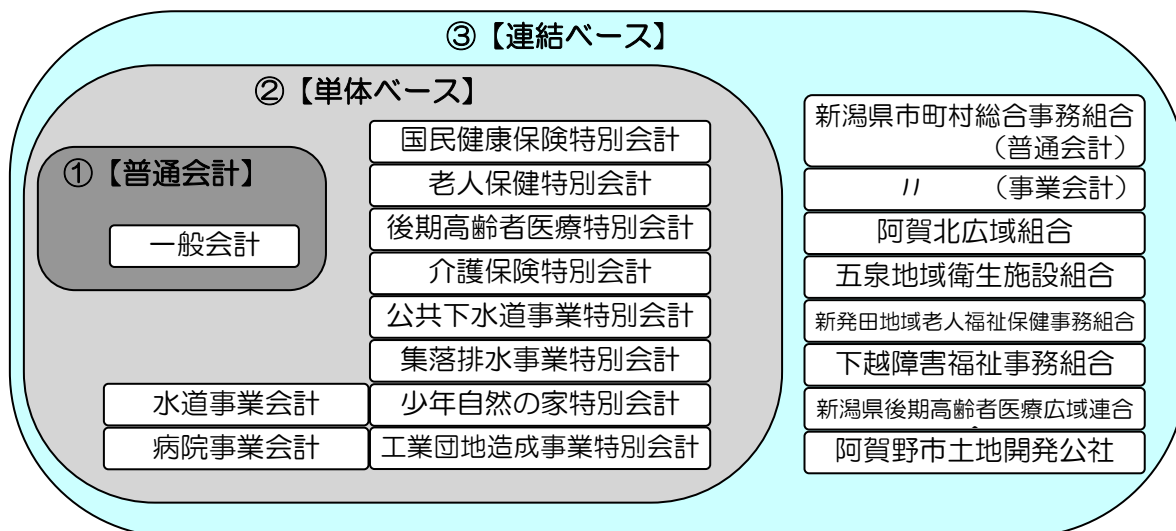 ③【連結ベース】
②【単体ベース】
①【普通会計】
一般会計
国民健康保険特別会計
老人保健特別会計
後期高齢者医療特別会計
介護保険特別会計
公共下水道事業特別会計
集落排水事業特別会計
水道事業会計
少年自然の家特別会計
病院事業会計
工業団地造成事業特別会計
新潟県市町村総合事務組合
（普通会計）
〃　（事業会計）
阿賀北広域組合
五泉地域衛生施設組合
新発田地域老人福祉保健事務組合
下越障害福祉事務組合
新潟県後期高齢者医療広域連合
阿賀野市土地開発公社